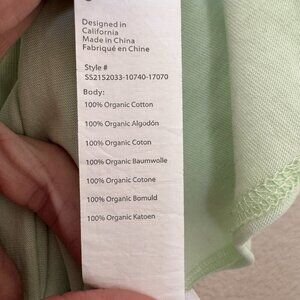 Designed in
California
Made in China
Fabriqué en Chine
Style #
SS2152033-10740-17070
Body:
100% Organic Cotton
100% Organic Algodón
100% Organic Coton
100% Organic Baumwolle
100% Organic Cotone
100% Organic Bomuld
100% Organic Katoen